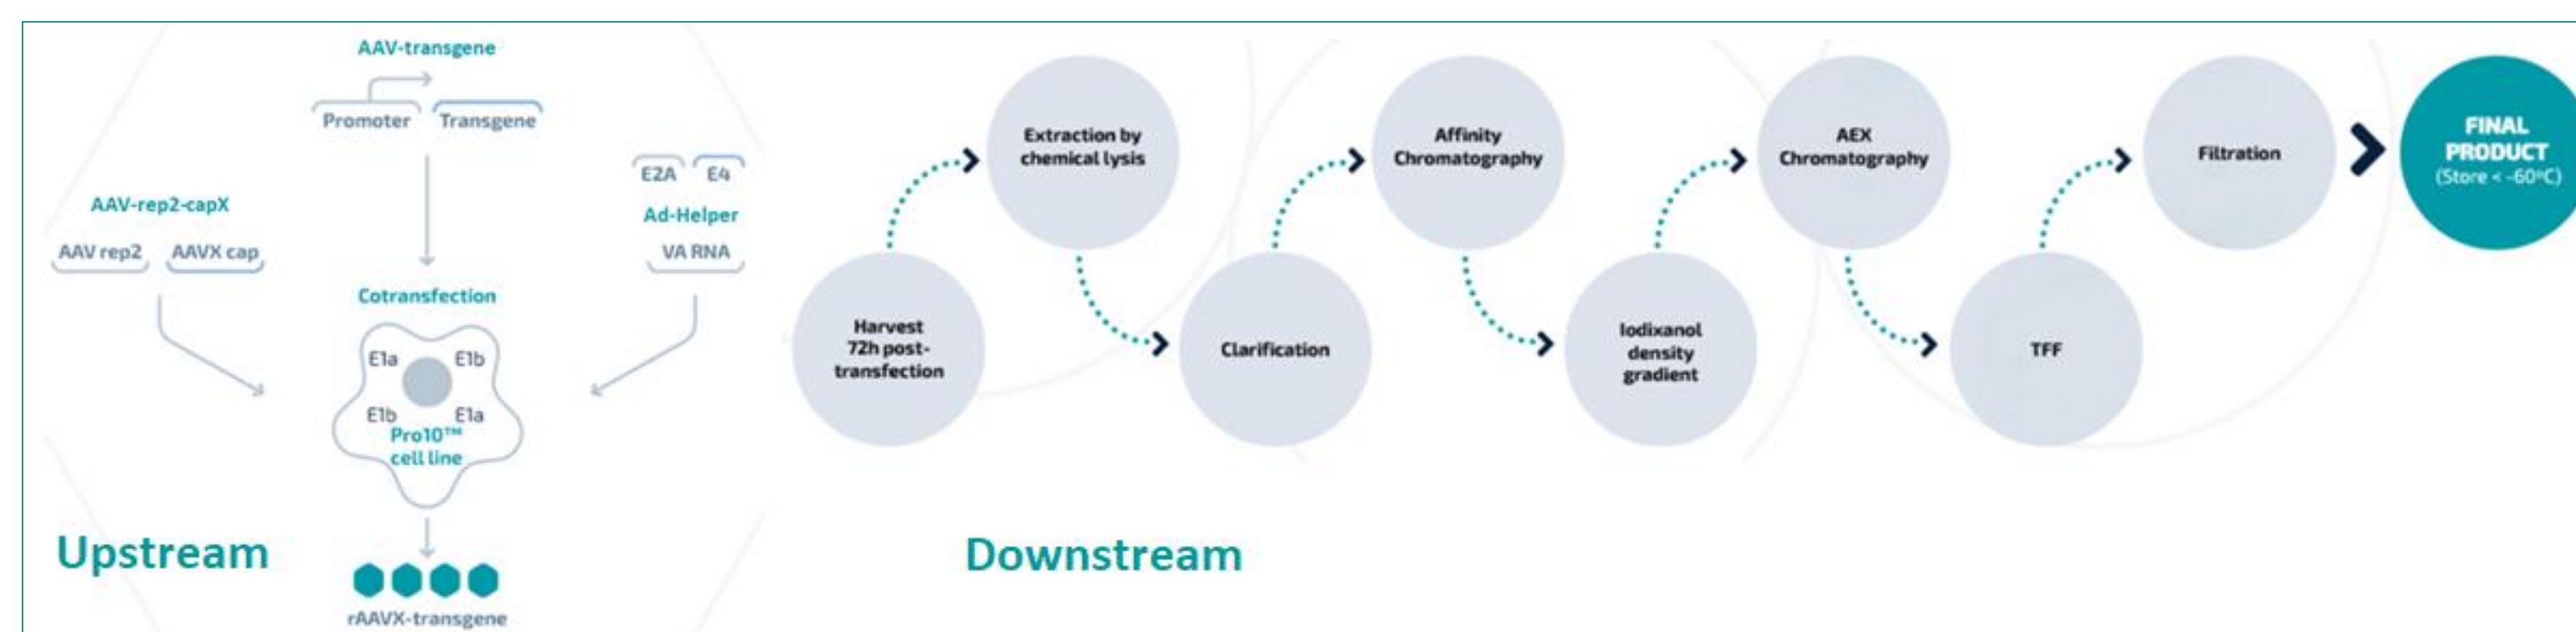 AAV-transgene
Promoter Transgene
E2A E4
Ad-Helper
VA RNA
AAV-rep2-capX
AAV rep2 AAVX cap
Cotransfection
E1a E1b
E1b E1a
Pro10™
cell line
rAAVX-transgene
Upstream
Harvest
72h post-
transfection
Extraction by
chemical lysis
Clarification
Affinity
Chromatography
Iodixanol
density
gradient
AEX
Chromatography
TFF
Filtration
FINAL
PRODUCT
(Store < -60ºC)
Downstream